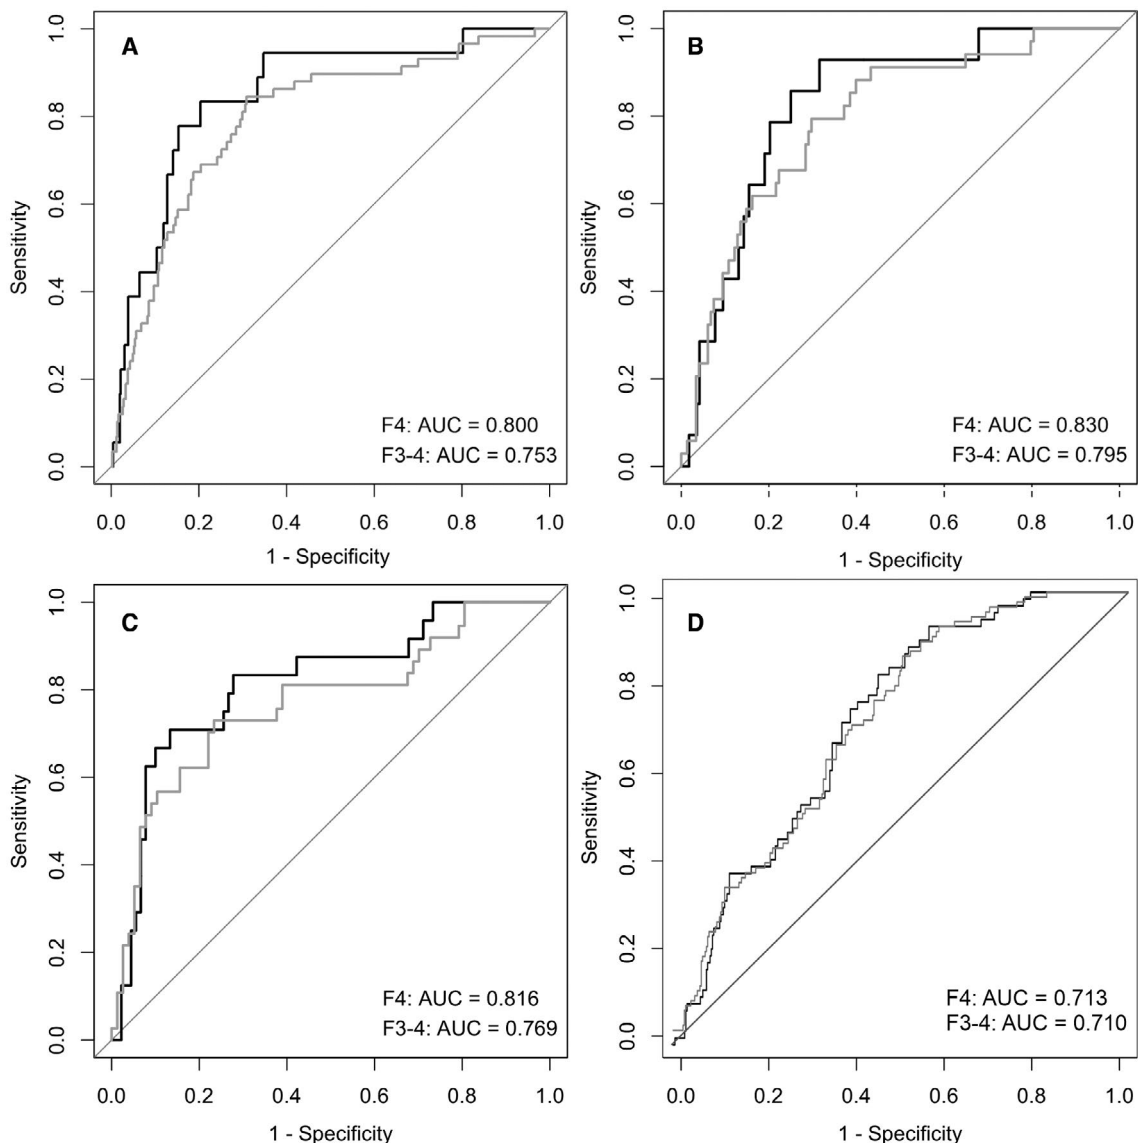 A
Sensitivity
1.0
0.8
0.6
0.4
0.2
0.0
F4: AUC = 0.800
F3-4: AUC = 0.753
0.0 0.2 0.4 0.6 0.8 1.0
1 - Specificity
B
Sensitivity
1.0
0.8
0.6
0.4
0.2
0.0
F4: AUC = 0.830
F3-4: AUC = 0.795
0.0 0.2 0.4 0.6 0.8 1.0
1 - Specificity
C
Sensitivity
1.0
0.8
0.6
0.4
0.2
0.0
F4: AUC = 0.816
F3-4: AUC = 0.769
0.0 0.2 0.4 0.6 0.8 1.0
1 - Specificity
D
Sensitivity
1.0
0.8
0.6
0.4
0.2
0.0
F4: AUC = 0.713
F3-4: AUC = 0.710
0.0 0.2 0.4 0.6 0.8 1.0
1 - Specificity